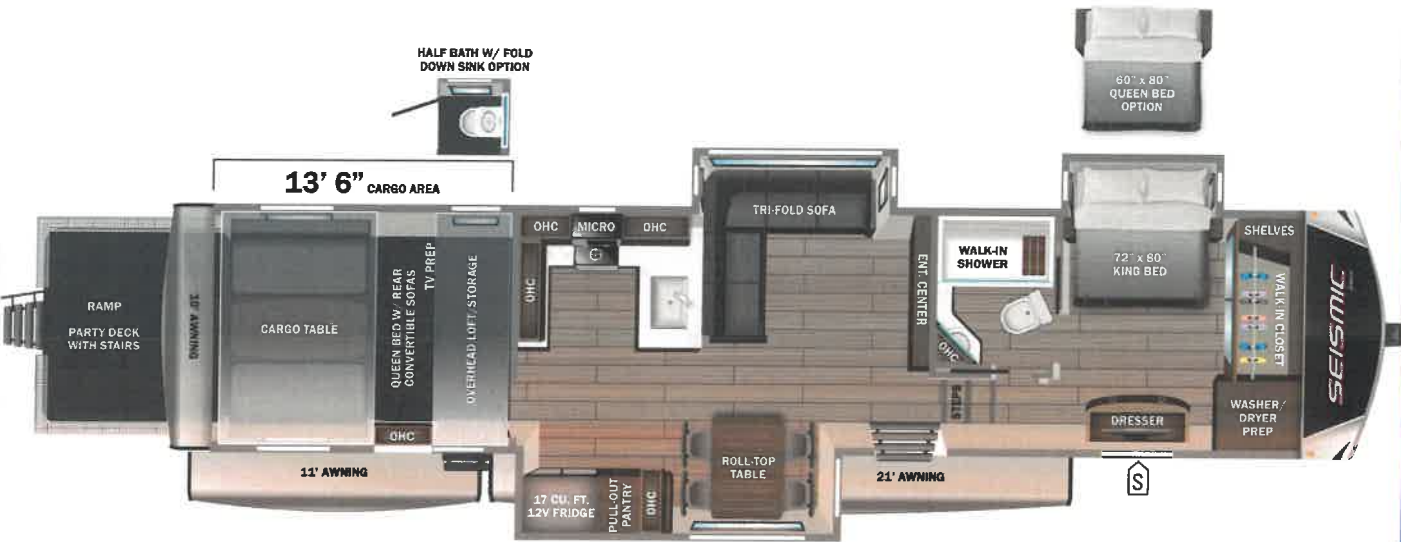 HALF BATH W/ FOLD
DOWN SINK OPTION
60" x 80"
QUEEN BED
OPTION
13' 6" CARGO AREA
RAMP
PARTY DECK
WITH STAIRS
10' AWNING
CARGO TABLE
QUEEN BED W/ REAR
CONVERTIBLE SOFAS
TV PREP
OHC
OVERHEAD LOFT/STORAGE
OHC
MICRO
OHC
OHC
TRI-FOLD SOFA
ENT. CENTER
WALK-IN
SHOWER
OHC
STEPS
72" x 80"
KING BED
SHELVES
WALK IN CLOSET
WASHER/
DRYER
PREP
DRESSER
SEISMIC
11' AWNING
17 CU. FT.
12V FRIDGE
PULL-OUT
PANTRY
OHC
ROLL-TOP
TABLE
21' AWNING
S